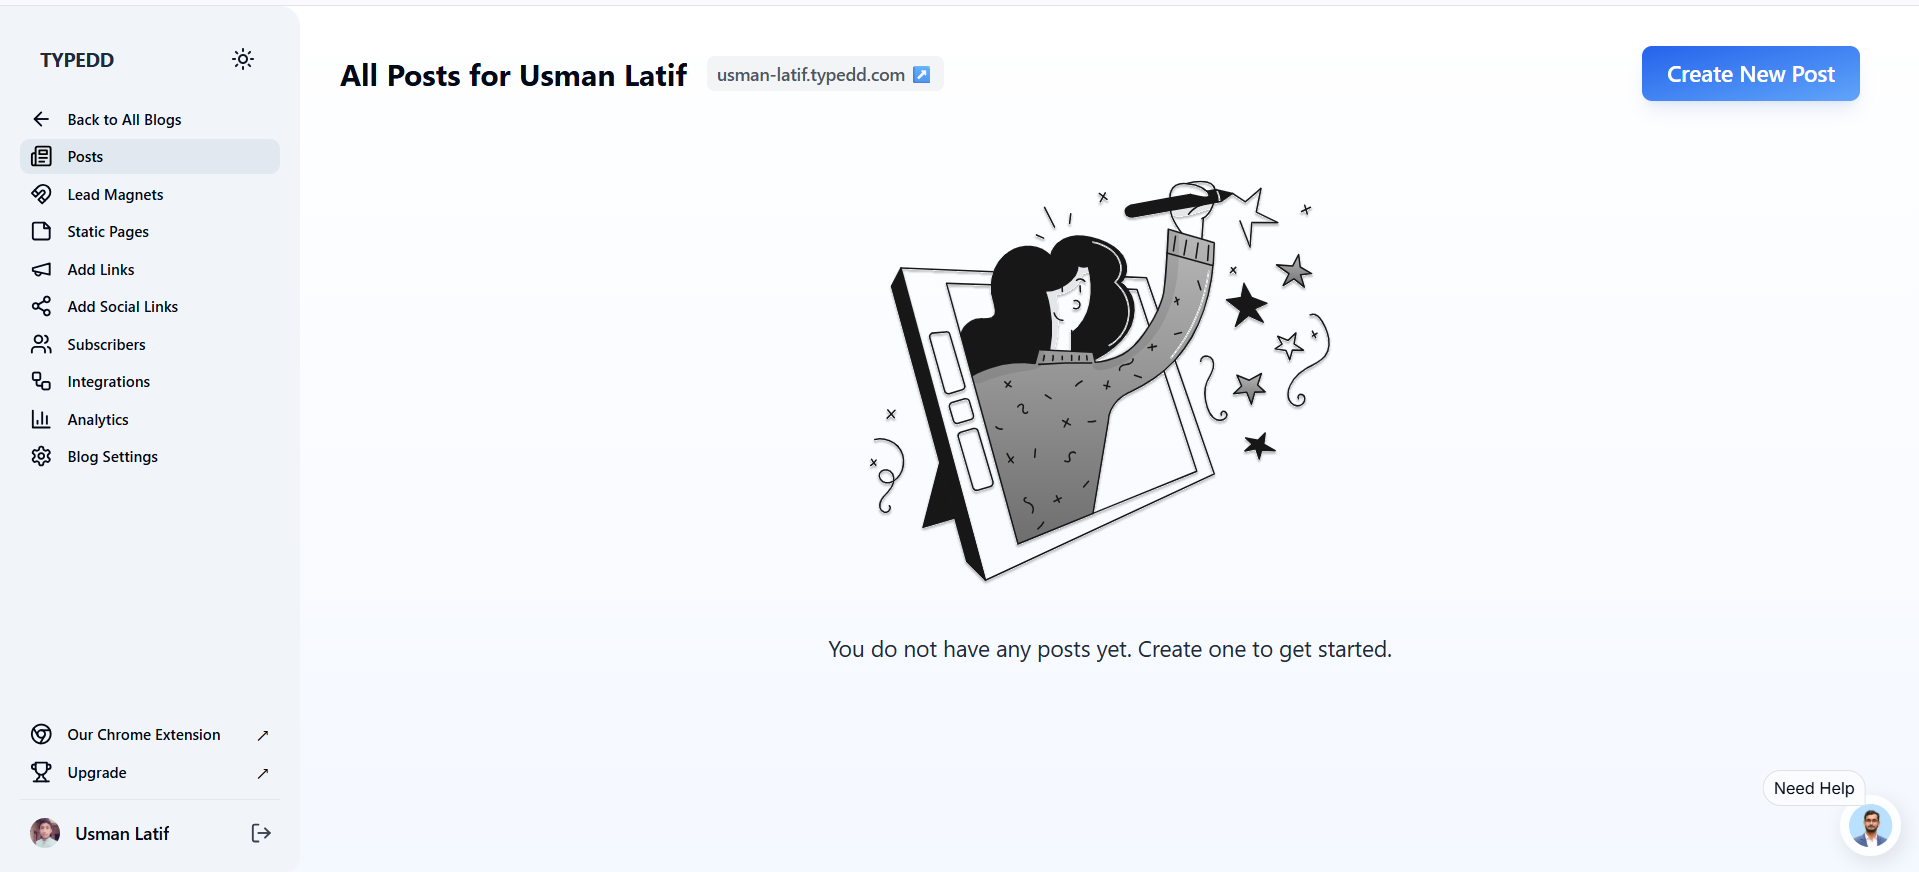 TYPEDD
Back to All Blogs
Posts
Lead Magnets
Static Pages
Add Links
Add Social Links
Subscribers
Integrations
Analytics
Blog Settings
Our Chrome Extension
Upgrade
Usman Latif
All Posts for Usman Latif
usman-latif.typedd.com
Create New Post
You do not have any posts yet. Create one to get started.
Need Help